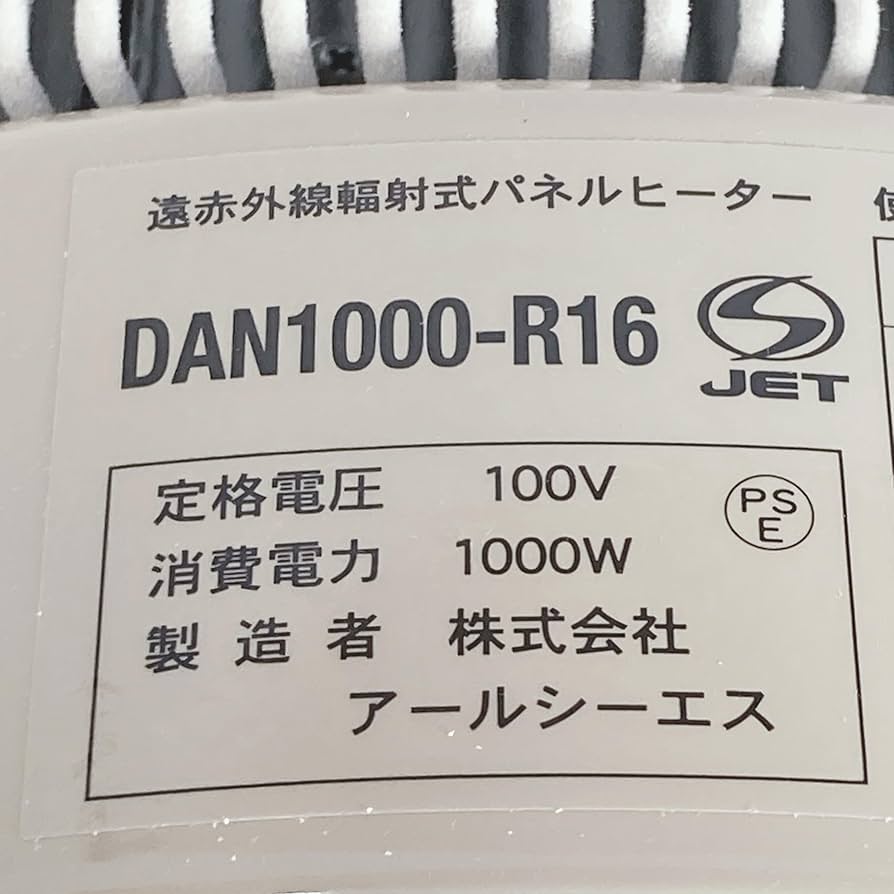 遠赤外線輻射式パネルヒーター
使
DAN1000-R16
JET
定格電圧 100V
PS
E
消費電力 1000W
製造者 株式会社
アールシーエス